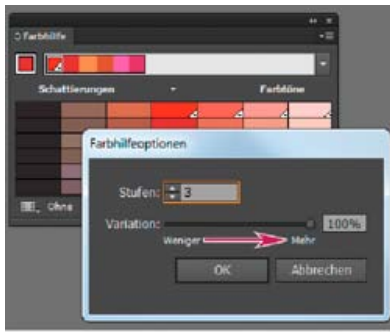 Farbhilfe
Schattierungen Farbtöne
Farbhilfeoptionen
Stufen: 3
Variation: 100%
Weniger Mehr
Ohne
OK Abbrechen